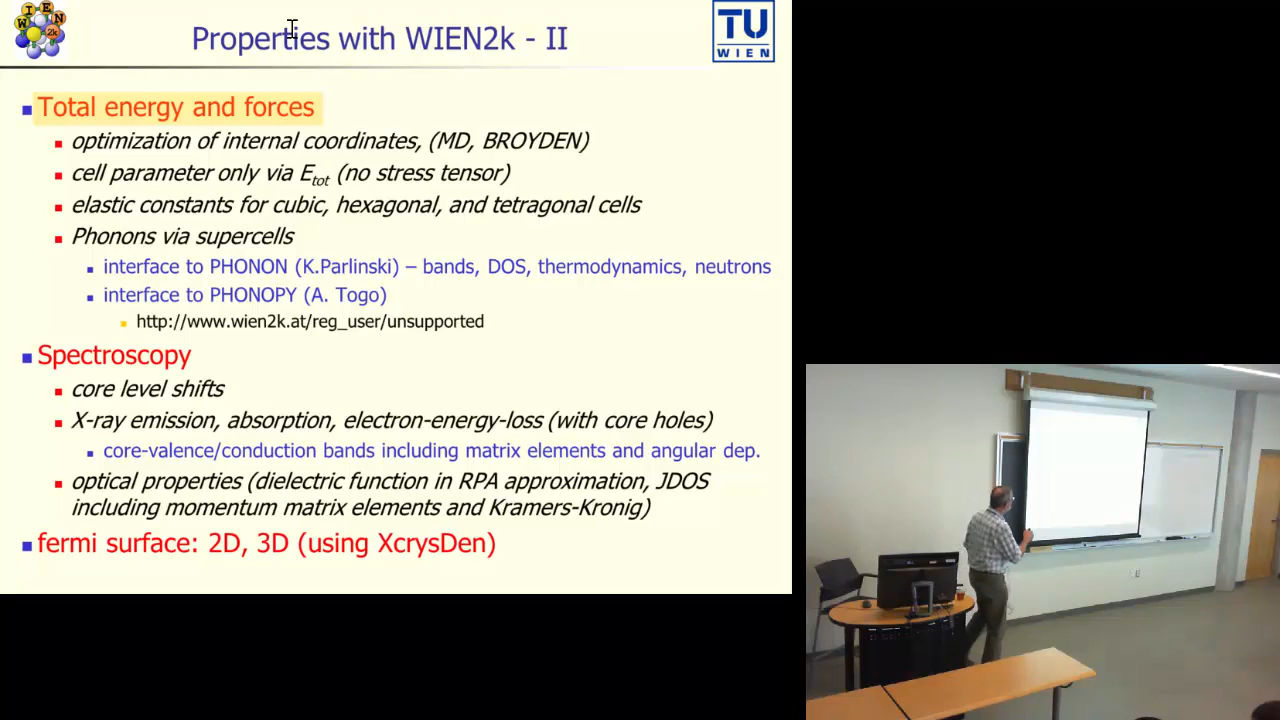 WIEN
2k
Properties with WIEN2k - II
TU
WIEN
Total energy and forces
optimization of internal coordinates, (MD, BROYDEN)
cell parameter only via Etot (no stress tensor)
elastic constants for cubic, hexagonal, and tetragonal cells
Phonons via supercells
interface to PHONON (K.Parlinski) – bands, DOS, thermodynamics, neutrons
interface to PHONOPY (A. Togo)
http://www.wien2k.at/reg_user/unsupported
Spectroscopy
core level shifts
X-ray emission, absorption, electron-energy-loss (with core holes)
core-valence/conduction bands including matrix elements and angular dep.
optical properties (dielectric function in RPA approximation, JDOS
including momentum matrix elements and Kramers-Kronig)
fermi surface: 2D, 3D (using XcrysDen)